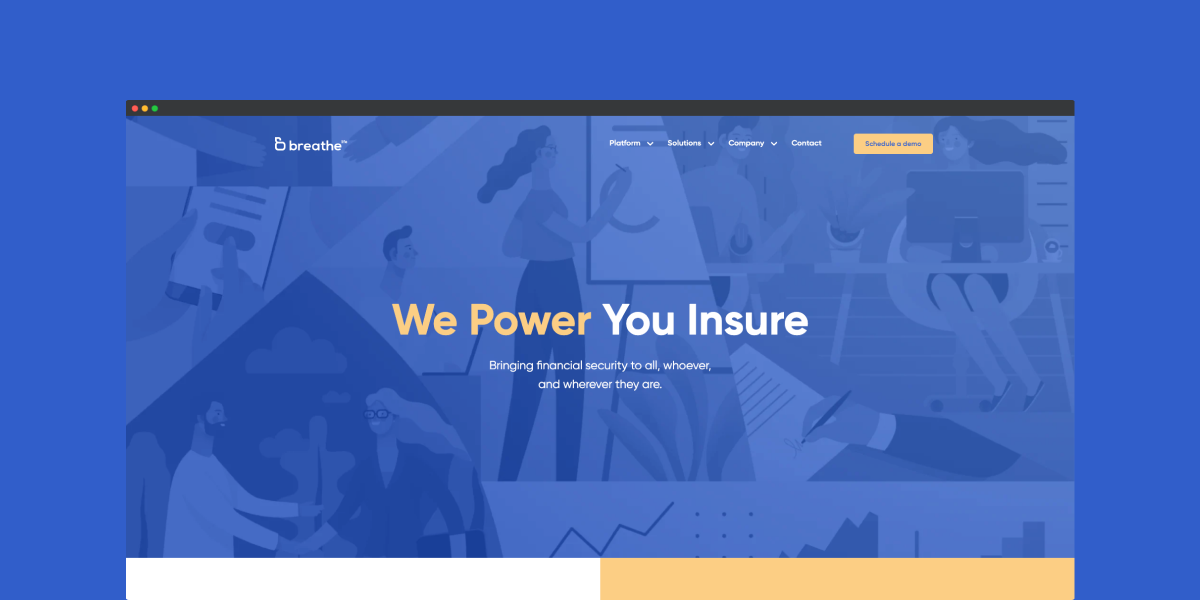 breathe
Platform Solutions Company Contact Schedule a demo
We Power You Insure
Bringing financial security to all, whoever,
and wherever they are.